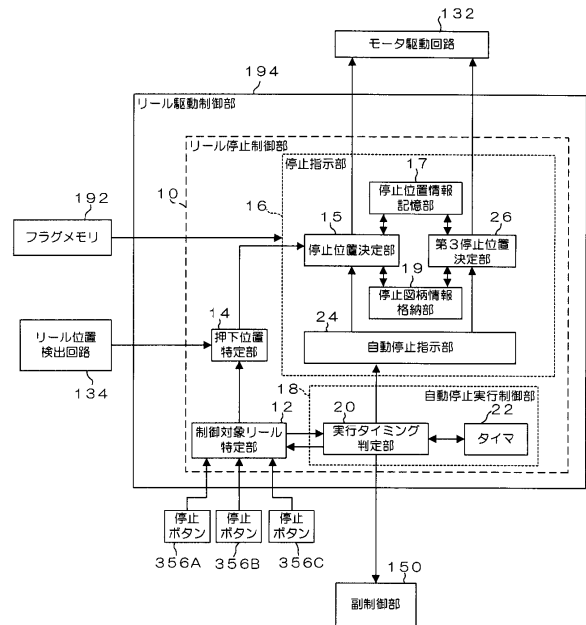 132
モータ駆動回路
194
リール駆動制御部
リール停止制御部
停止指示部
10
16
17
停止位置情報
記憶部
192
フラグメモリ
15
停止位置決定部
26
第3停止位置
決定部
19
停止図柄情報
格納部
14
押下位置
特定部
24
自動停止指示部
リール位置
検出回路
134
18
自動停止実行制御部
12
制御対象リール
特定部
20
実行タイミング
判定部
22
タイマ
停止
ボタン
停止
ボタン
停止
ボタン
356A
356B
356C
150
副制御部